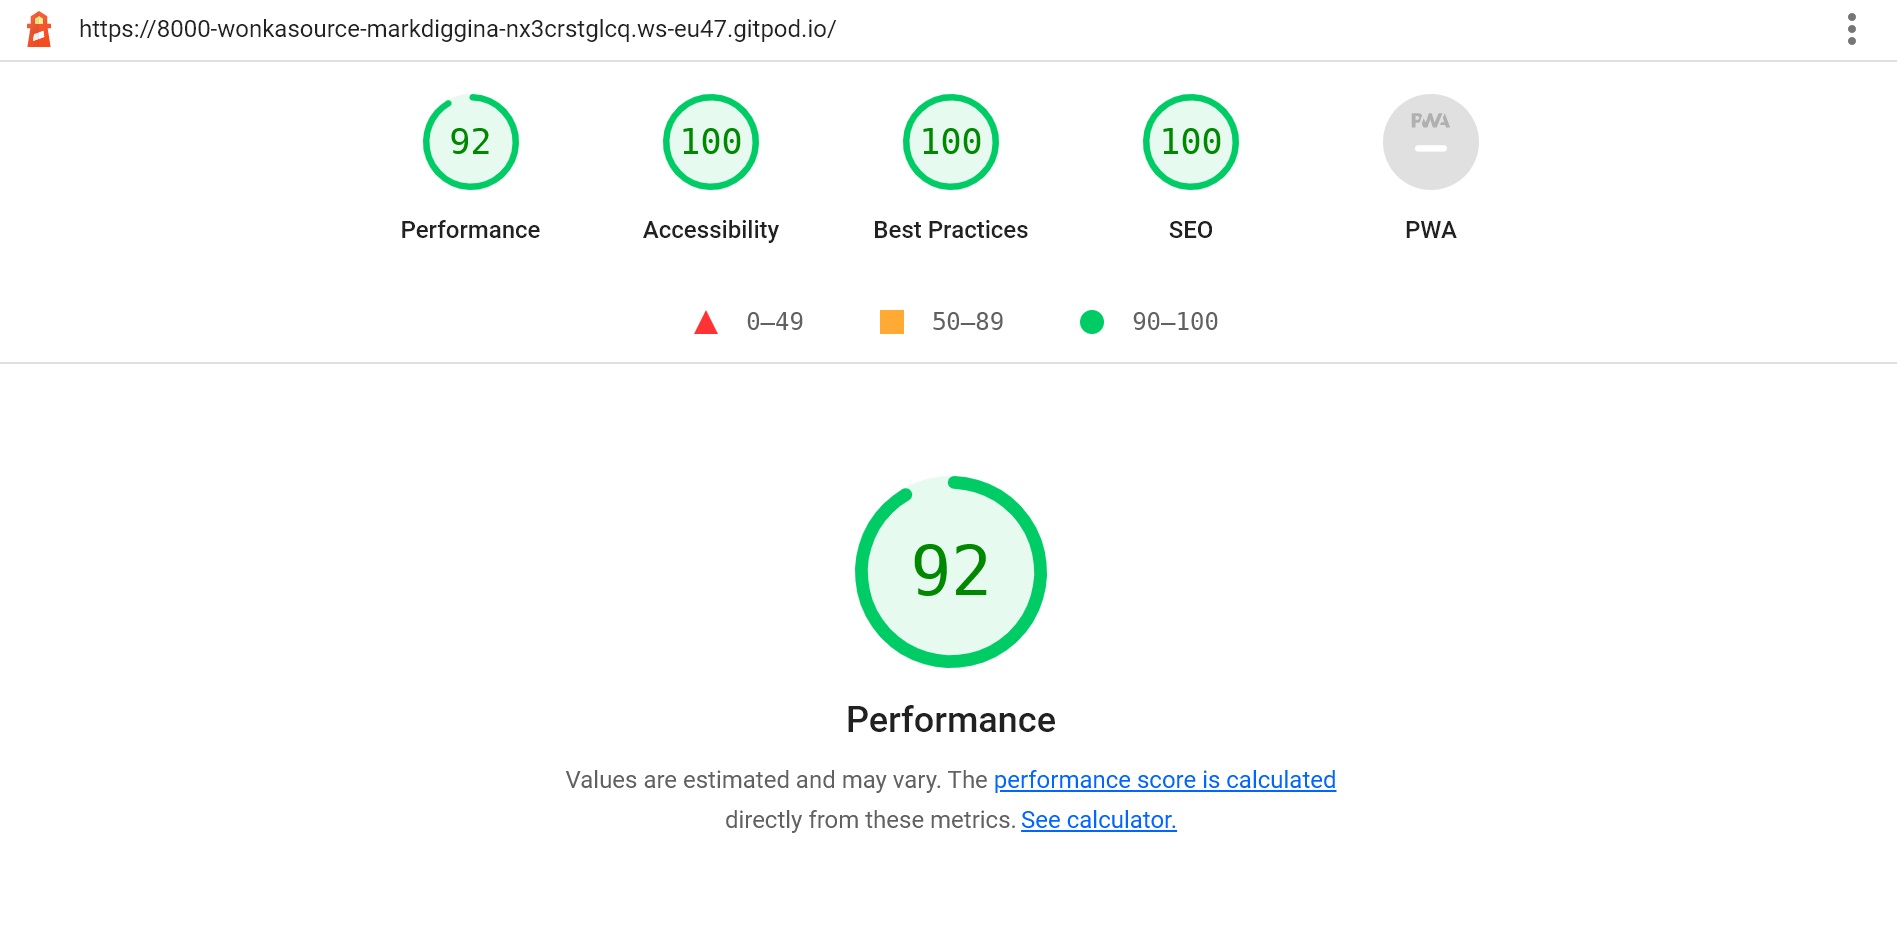 https://8000-wonkasource-markdiggina-nx3crstglcq.ws-eu47.gitpod.io/
92 100 100 100 PWA
Performance Accessibility Best Practices SEO PWA
0–49 50–89 90–100
92
Performance
Values are estimated and may vary. The performance score is calculated
directly from these metrics. See calculator.